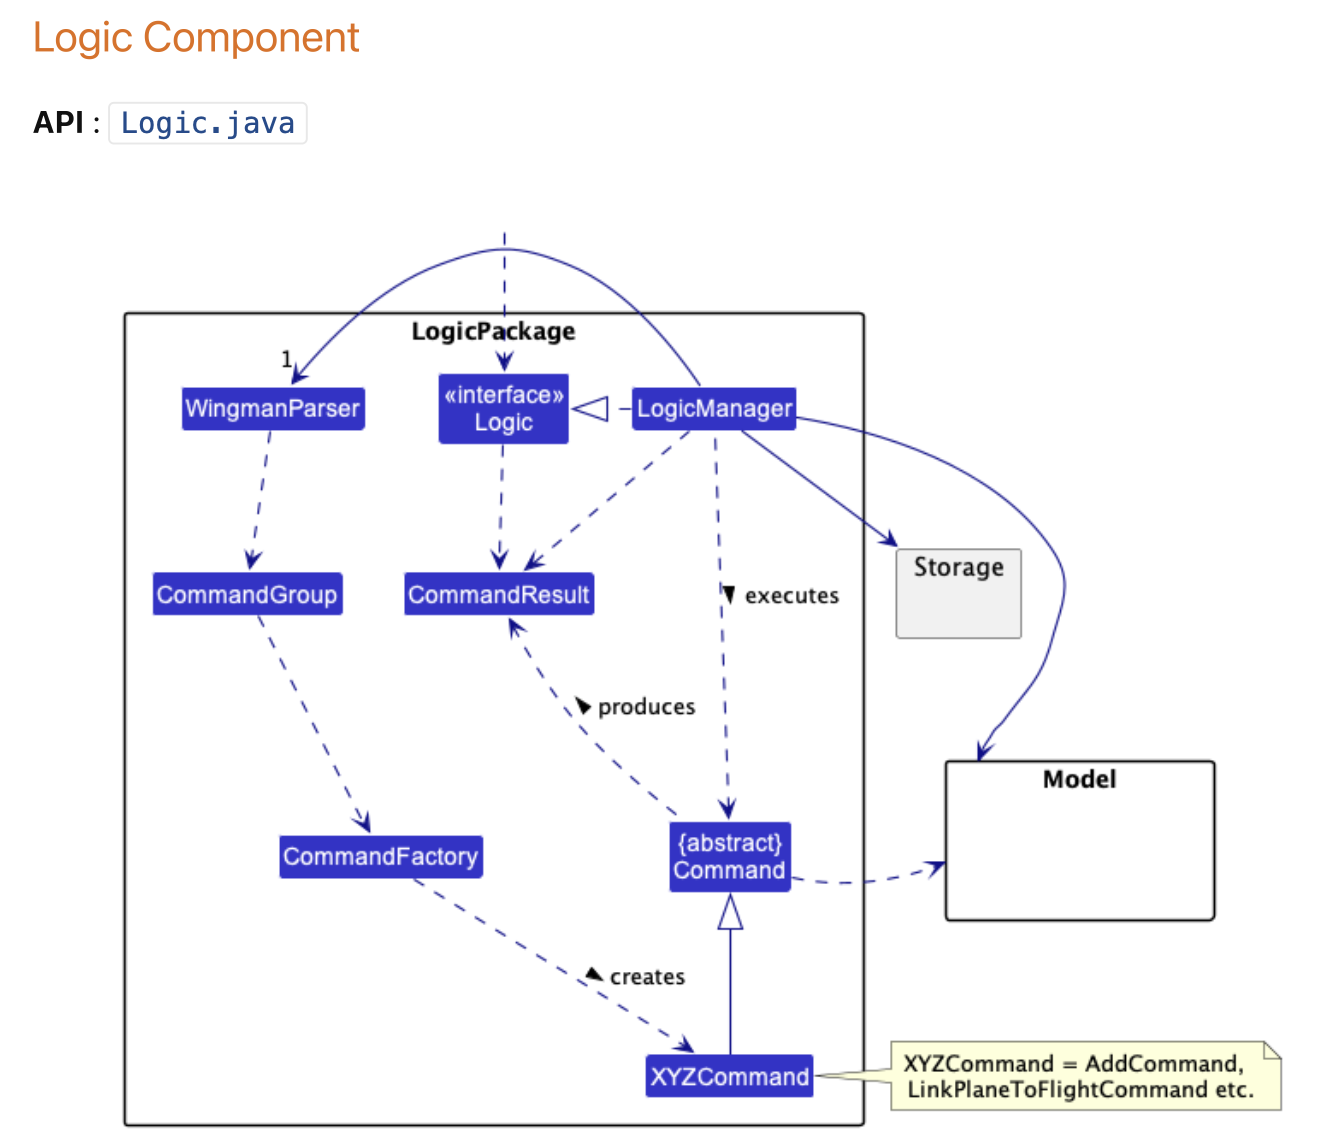 Logic Component
API : Logic.java
LogicPackage
1
WingmanParser
«interface»
Logic
LogicManager
CommandGroup
CommandResult
executes
Storage
produces
Model
CommandFactory
{abstract}
Command
creates
XYZCommand
XYZCommand = AddCommand,
LinkPlaneToFlightCommand etc.